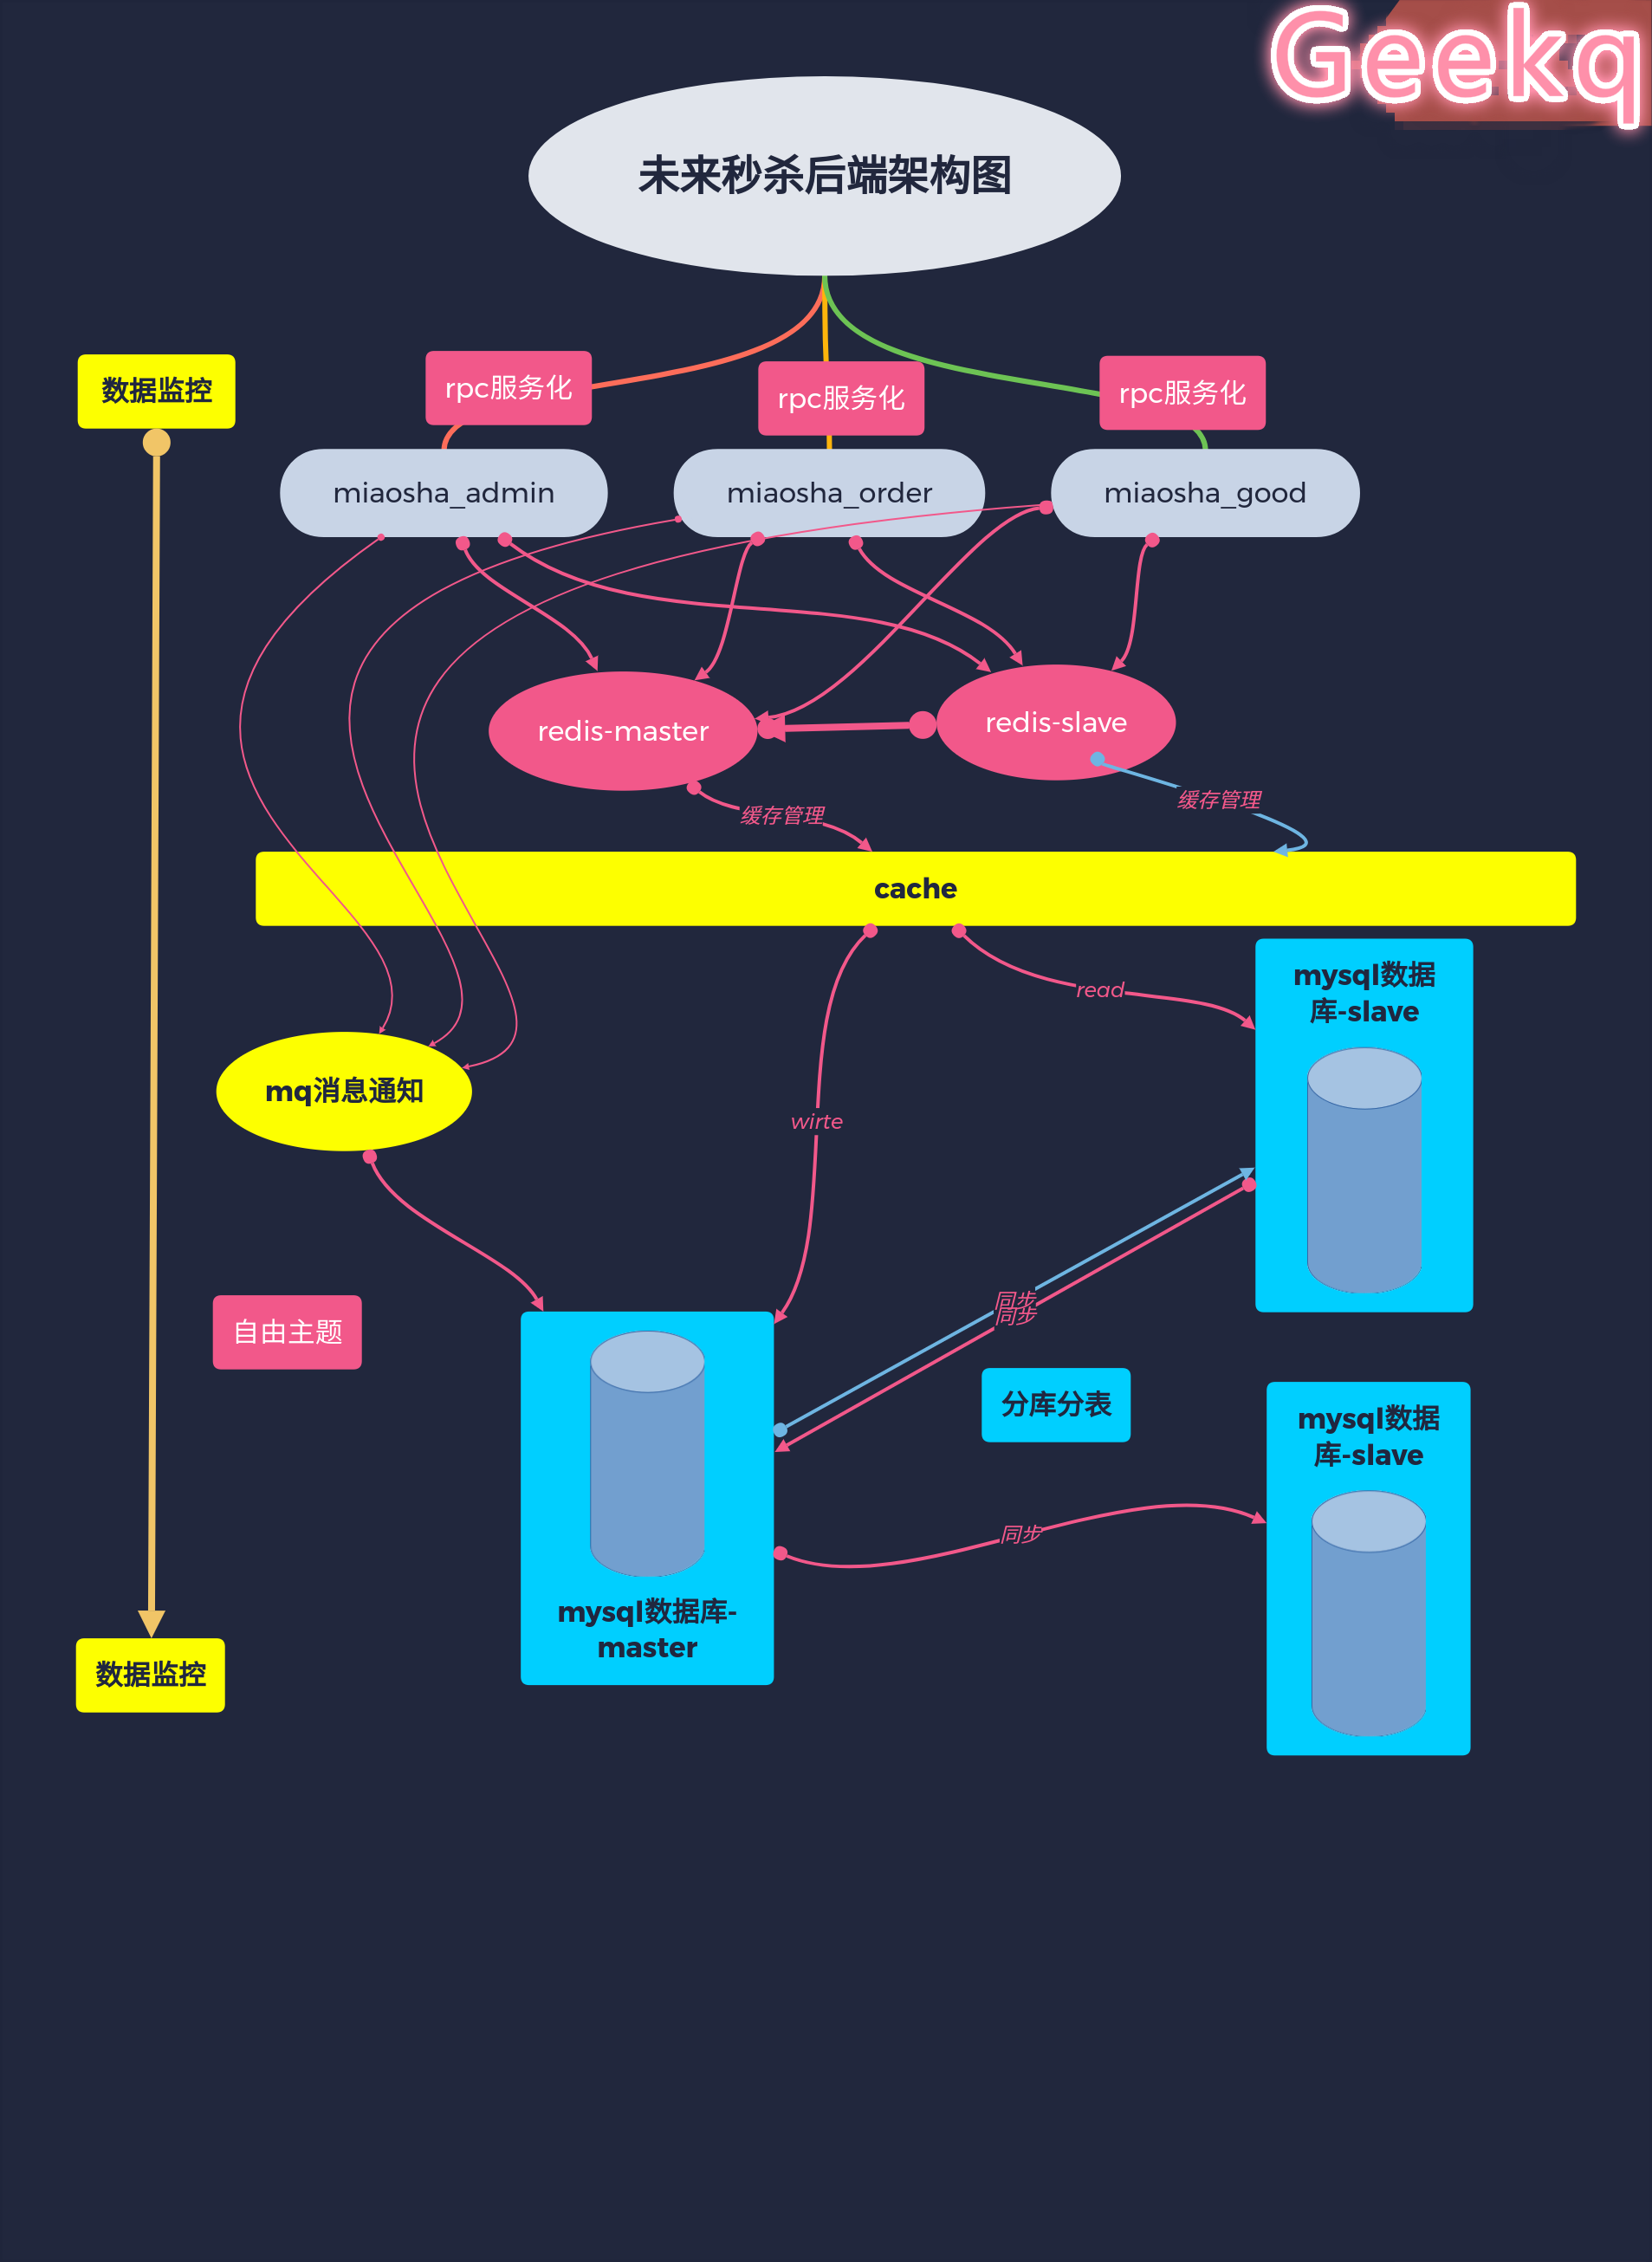 Geekq
未来秒杀后端架构图
数据监控
rpc服务化
rpc服务化
rpc服务化
miaosha_admin
miaosha_order
miaosha_good
redis-master
redis-slave
缓存管理
缓存管理
cache
mysql数据
库-slave
read
mq消息通知
wirte
同步
同步
自由主题
分库分表
mysql数据
库-slave
同步
mysql数据库-
master
数据监控